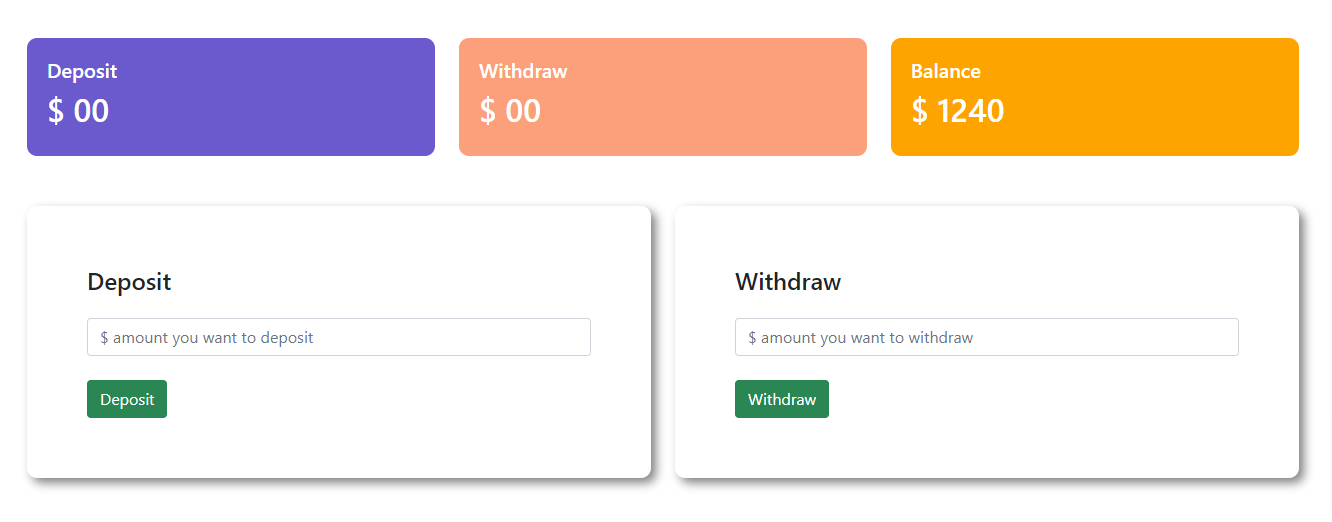 Deposit
$ 00
Withdraw
$ 00
Balance
$ 1240
Deposit
$ amount you want to deposit
Deposit
Withdraw
$ amount you want to withdraw
Withdraw